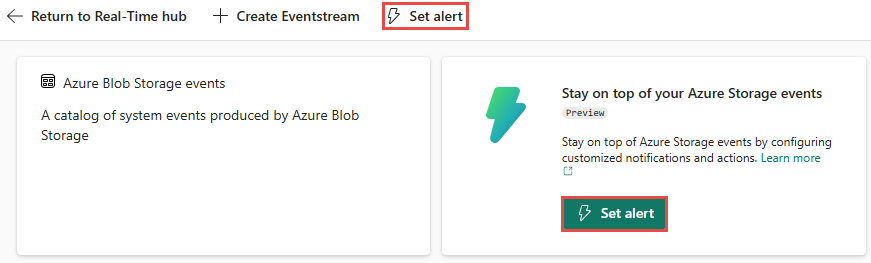 Return to Real-Time hub
Create Eventstream
Set alert
Azure Blob Storage events
A catalog of system events produced by Azure Blob
Storage
Stay on top of your Azure Storage events
Preview
Stay on top of Azure Storage events by configuring
customized notifications and actions. Learn more
Set alert